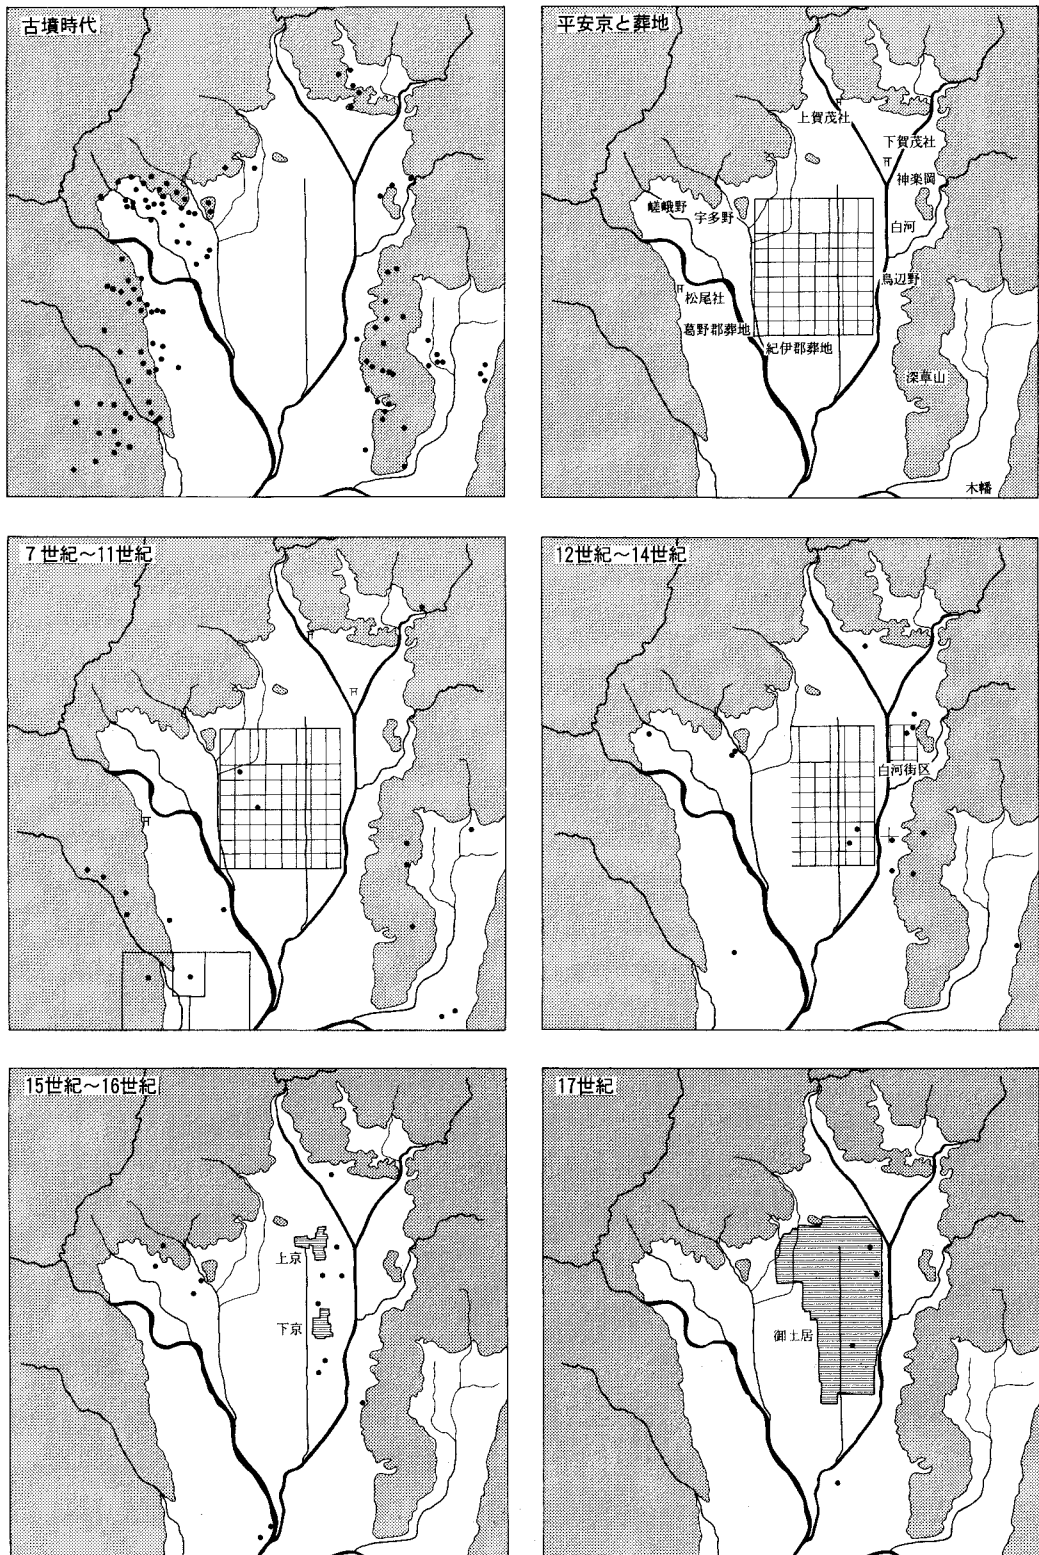 古墳時代
平安京と葬地
上賀茂社
下賀茂社
神楽岡
嵯峨野
宇多野
白河
鳥辺野
松尾社
葛野郡葬地
紀伊郡葬地
深草山
木幡
7世紀〜11世紀
12世紀〜14世紀
白河街区
15世紀〜16世紀
上京
下京
17世紀
御土居